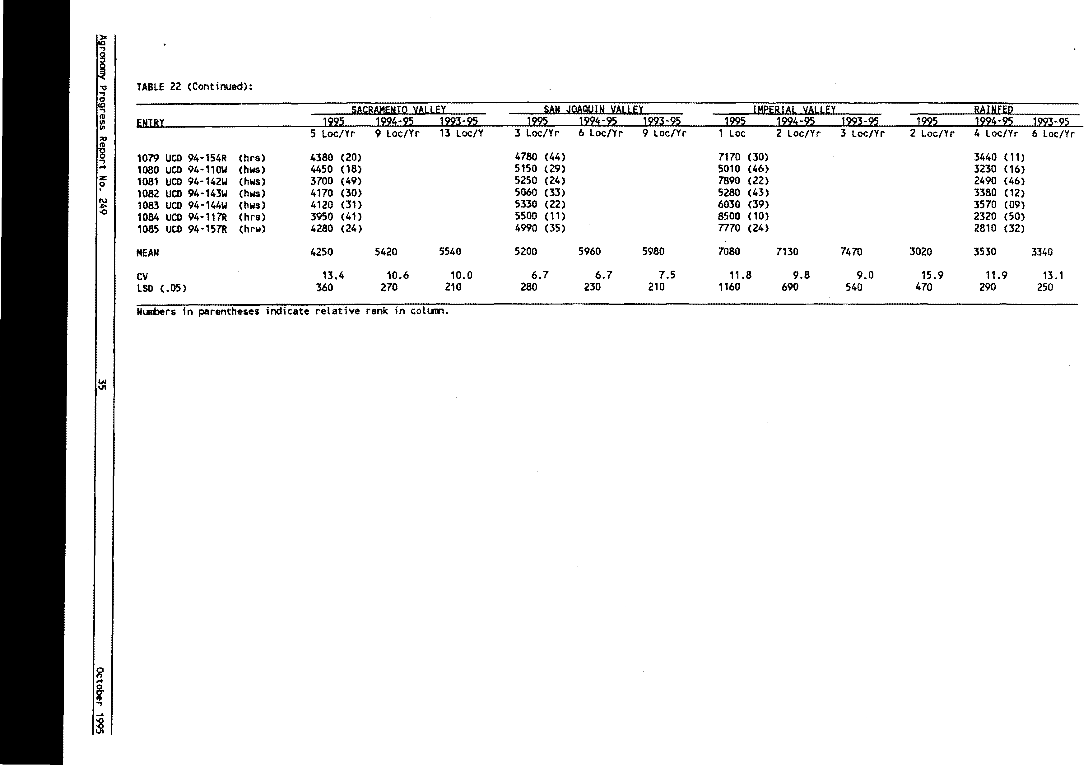 Agronomy Progress Report No. 249 35 October 1995
TABLE 22 (Continued):
SACRAMENTO VALLEY SAN JOAQUIN VALLEY IMPERIAL VALLEY RAINFED
ENTRY 1995 1994-95 1993-95 1995 1994-95 1993-95 1995 1994-95 1993-95 1995 1994-95 1993-95
5 Loc/Yr 9 Loc/Yr 13 Loc/Y 3 Loc/Yr 6 Loc/Yr 9 Loc/Yr 1 Loc 2 Loc/Yr 3 Loc/Yr 2 Loc/Yr 4 Loc/Yr 6 Loc/Yr
1079 UCD 94-154R (hrs) 4380 (20) 4780 (44) 7170 (30) 3440 (11)
1080 UCD 94-110W (hws) 4450 (18) 5150 (29) 5010 (46) 3230 (16)
1081 UCD 94-142W (hws) 3700 (49) 5250 (24) 7890 (22) 2490 (46)
1082 UCD 94-143W (hws) 4170 (30) 5060 (33) 5280 (43) 3380 (12)
1083 UCD 94-144W (hws) 4120 (31) 5330 (22) 6030 (39) 3570 (09)
1084 UCD 94-117R (hrs) 3950 (41) 5500 (11) 8500 (10) 2320 (50)
1085 UCD 94-157R (hrw) 4280 (24) 4990 (35) 7770 (24) 2810 (32)
MEAN 4250 5420 5540 5200 5960 5980 7080 7130 7470 3020 3530 3340
CV 13.4 10.6 10.0 6.7 6.7 7.5 11.8 9.8 9.0 15.9 11.9 13.1
LSD (.05) 360 270 210 280 230 210 1160 690 540 470 290 250
Numbers in parentheses indicate relative rank in column.